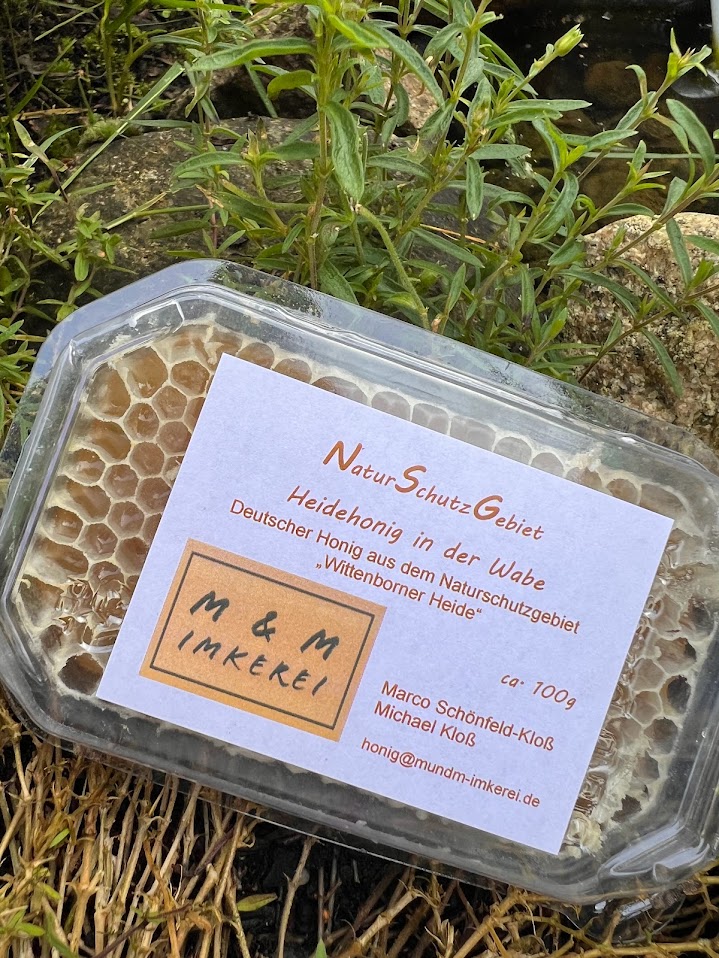 NaturSchutzGebiet
Heidehonig in der Wabe
Deutscher Honig aus dem Naturschutzgebiet
„Wittenborner Heide“
M & M
IMKEREI
ca. 100g
Marco Schönfeld-Kloß
Michael Kloß
honig@mundm-imkerei.de